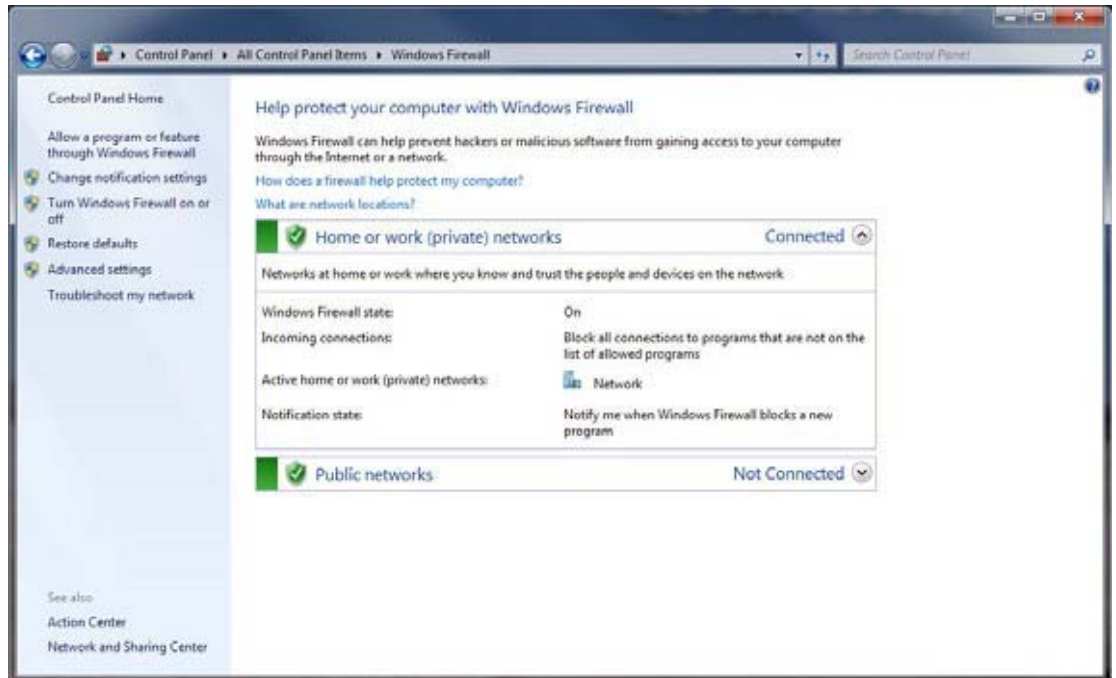 Control Panel ▸ All Control Panel Items ▸ Windows Firewall
Search Control Panel
Control Panel Home
Allow a program or feature
through Windows Firewall
Change notification settings
Turn Windows Firewall on or
off
Restore defaults
Advanced settings
Troubleshoot my network
See also
Action Center
Network and Sharing Center
Help protect your computer with Windows Firewall
Windows Firewall can help prevent hackers or malicious software from gaining access to your computer
through the Internet or a network.
How does a firewall help protect my computer?
What are network locations?
Home or work (private) networks Connected
Networks at home or work where you know and trust the people and devices on the network
Windows Firewall state: On
Incoming connections: Block all connections to programs that are not on the
list of allowed programs
Active home or work (private) networks: Network
Notification state: Notify me when Windows Firewall blocks a new
program
Public networks Not Connected